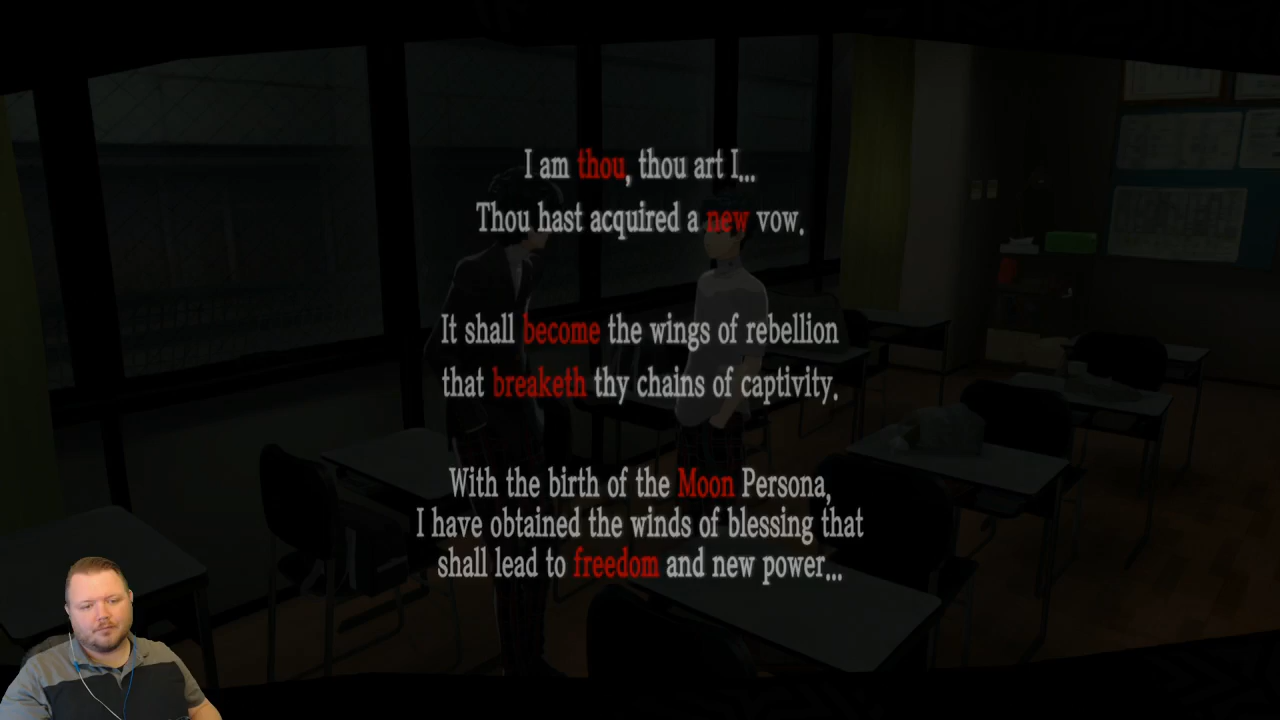 I am thou, thou art I...
Thou hast acquired a new vow.
It shall become the wings of rebellion
that breaketh thy chains of captivity.
With the birth of the Moon Persona,
I have obtained the winds of blessing that
shall lead to freedom and new power...